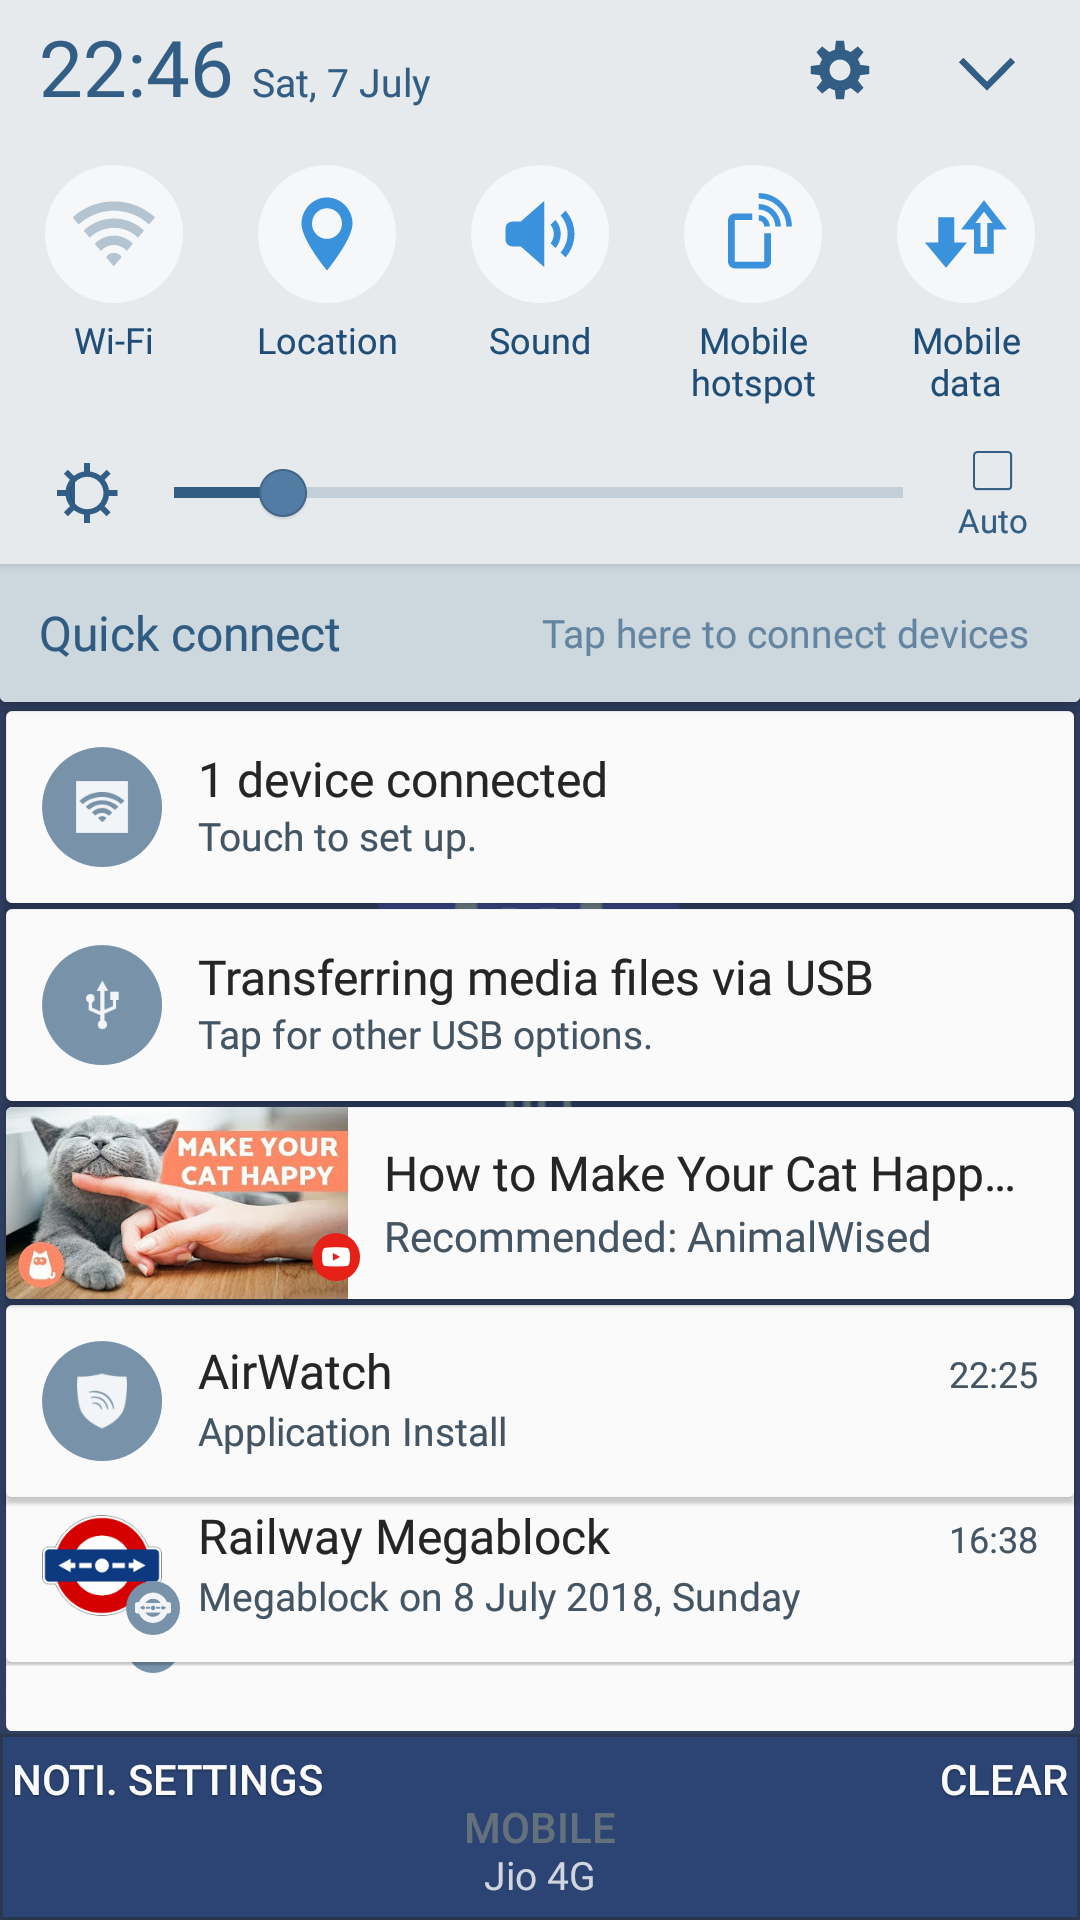 22:46 Sat, 7 July
Wi-Fi
Location
Sound
Mobile hotspot
Mobile data
Auto
Quick connect
Tap here to connect devices
1 device connected
Touch to set up.
Transferring media files via USB
Tap for other USB options.
MAKE YOUR
CAT HAPPY
How to Make Your Cat Happ...
Recommended: AnimalWised
AirWatch 22:25
Application Install
Railway Megablock 16:38
Megablock on 8 July 2018, Sunday
NOTI. SETTINGS
CLEAR
MOBILE
Jio 4G